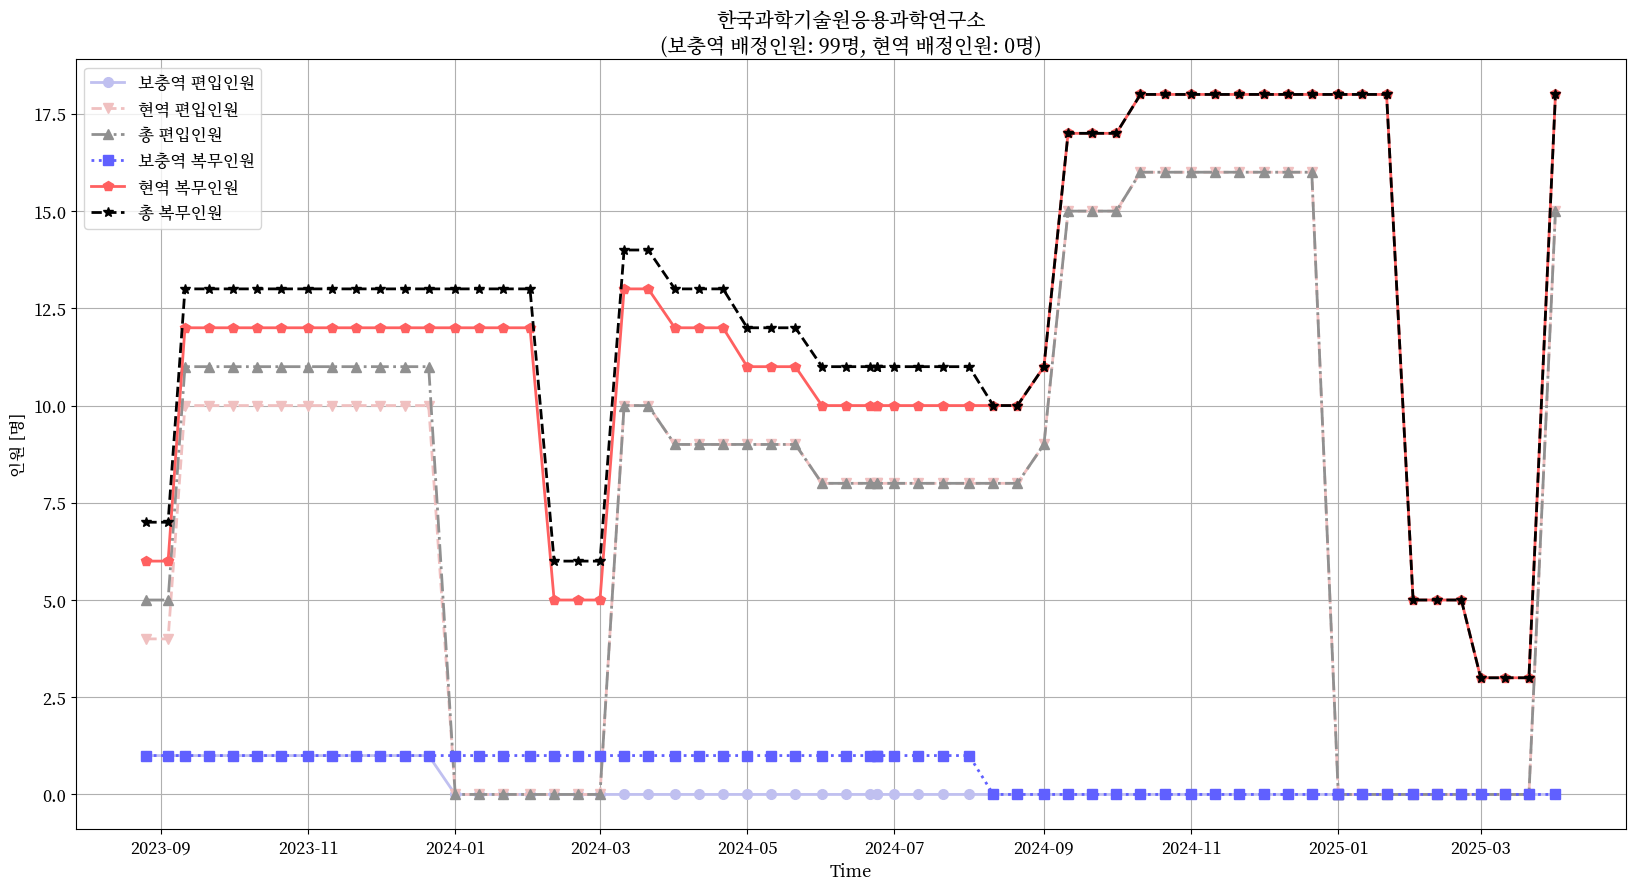 한국과학기술원응용과학연구소
(보충역 배정인원: 99명, 현역 배정인원: 0명)
보충역 편입인원
현역 편입인원
총 편입인원
보충역 복무인원
현역 복무인원
총 복무인원
인원 [명]
17.5
15.0
12.5
10.0
7.5
5.0
2.5
0.0
2023-09 2023-11 2024-01 2024-03 2024-05 2024-07 2024-09 2024-11 2025-01 2025-03
Time